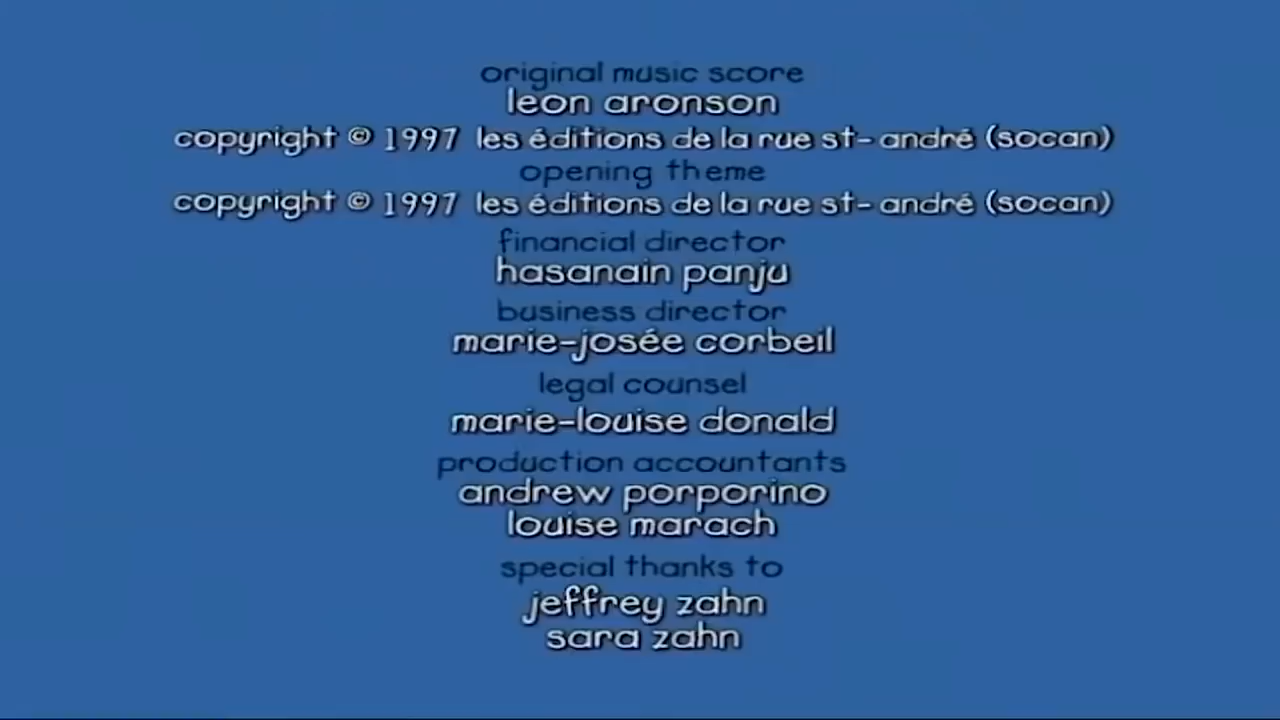 original music score
leon aronson
copyright © 1997 les éditions de la rue st-andré (socan)
opening theme
copyright © 1997 les éditions de la rue st-andré (socan)
financial director
hasanain panju
business director
marie-josée corbeil
legal counsel
marie-louise donald
production accountants
andrew porporino
louise marach
special thanks to
jeffrey zahn
sara zahn